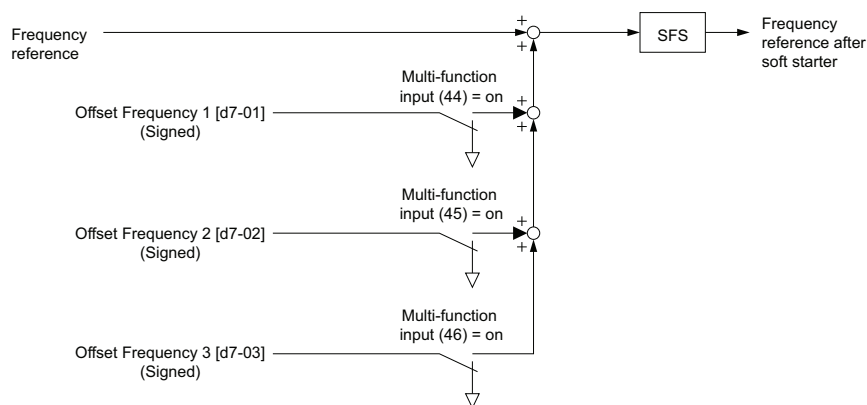 Frequency
reference
+
+
SFS
Frequency
reference after
soft starter
Multi-function
input (44) = on
Offset Frequency 1 [d7-01]
(Signed)
+
+
Multi-function
input (45) = on
Offset Frequency 2 [d7-02]
(Signed)
+
+
Multi-function
input (46) = on
Offset Frequency 3 [d7-03]
(Signed)